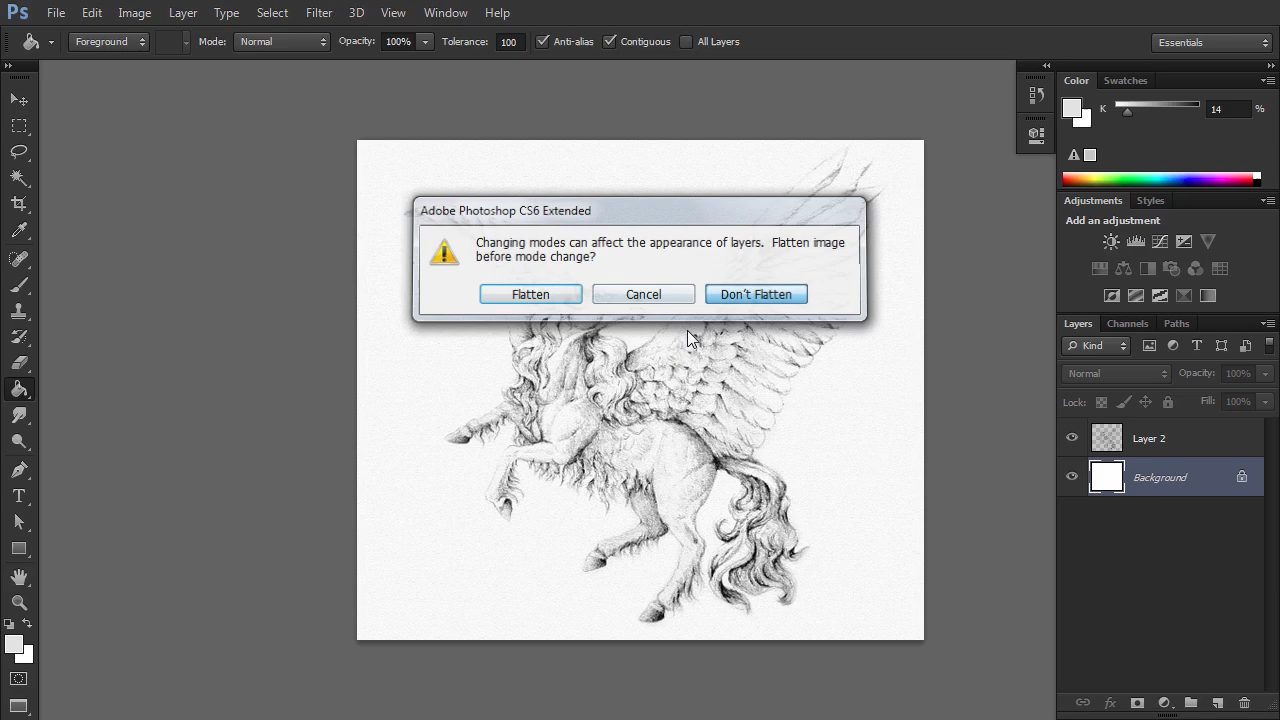 Ps File Edit Image Layer Type Select Filter 3D View Window Help
Foreground Mode: Normal Opacity: 100% Tolerance: 100 Anti-alias Contiguous All Layers Essentials
Color Swatches
K 14 %
Adobe Photoshop CS6 Extended
Changing modes can affect the appearance of layers. Flatten image
before mode change?
Flatten Cancel Don't Flatten
Adjustments Styles
Add an adjustment
Layers Channels Paths
Kind T
Normal Opacity: 100%
Lock: Fill: 100%
Layer 2
Background
T
fx